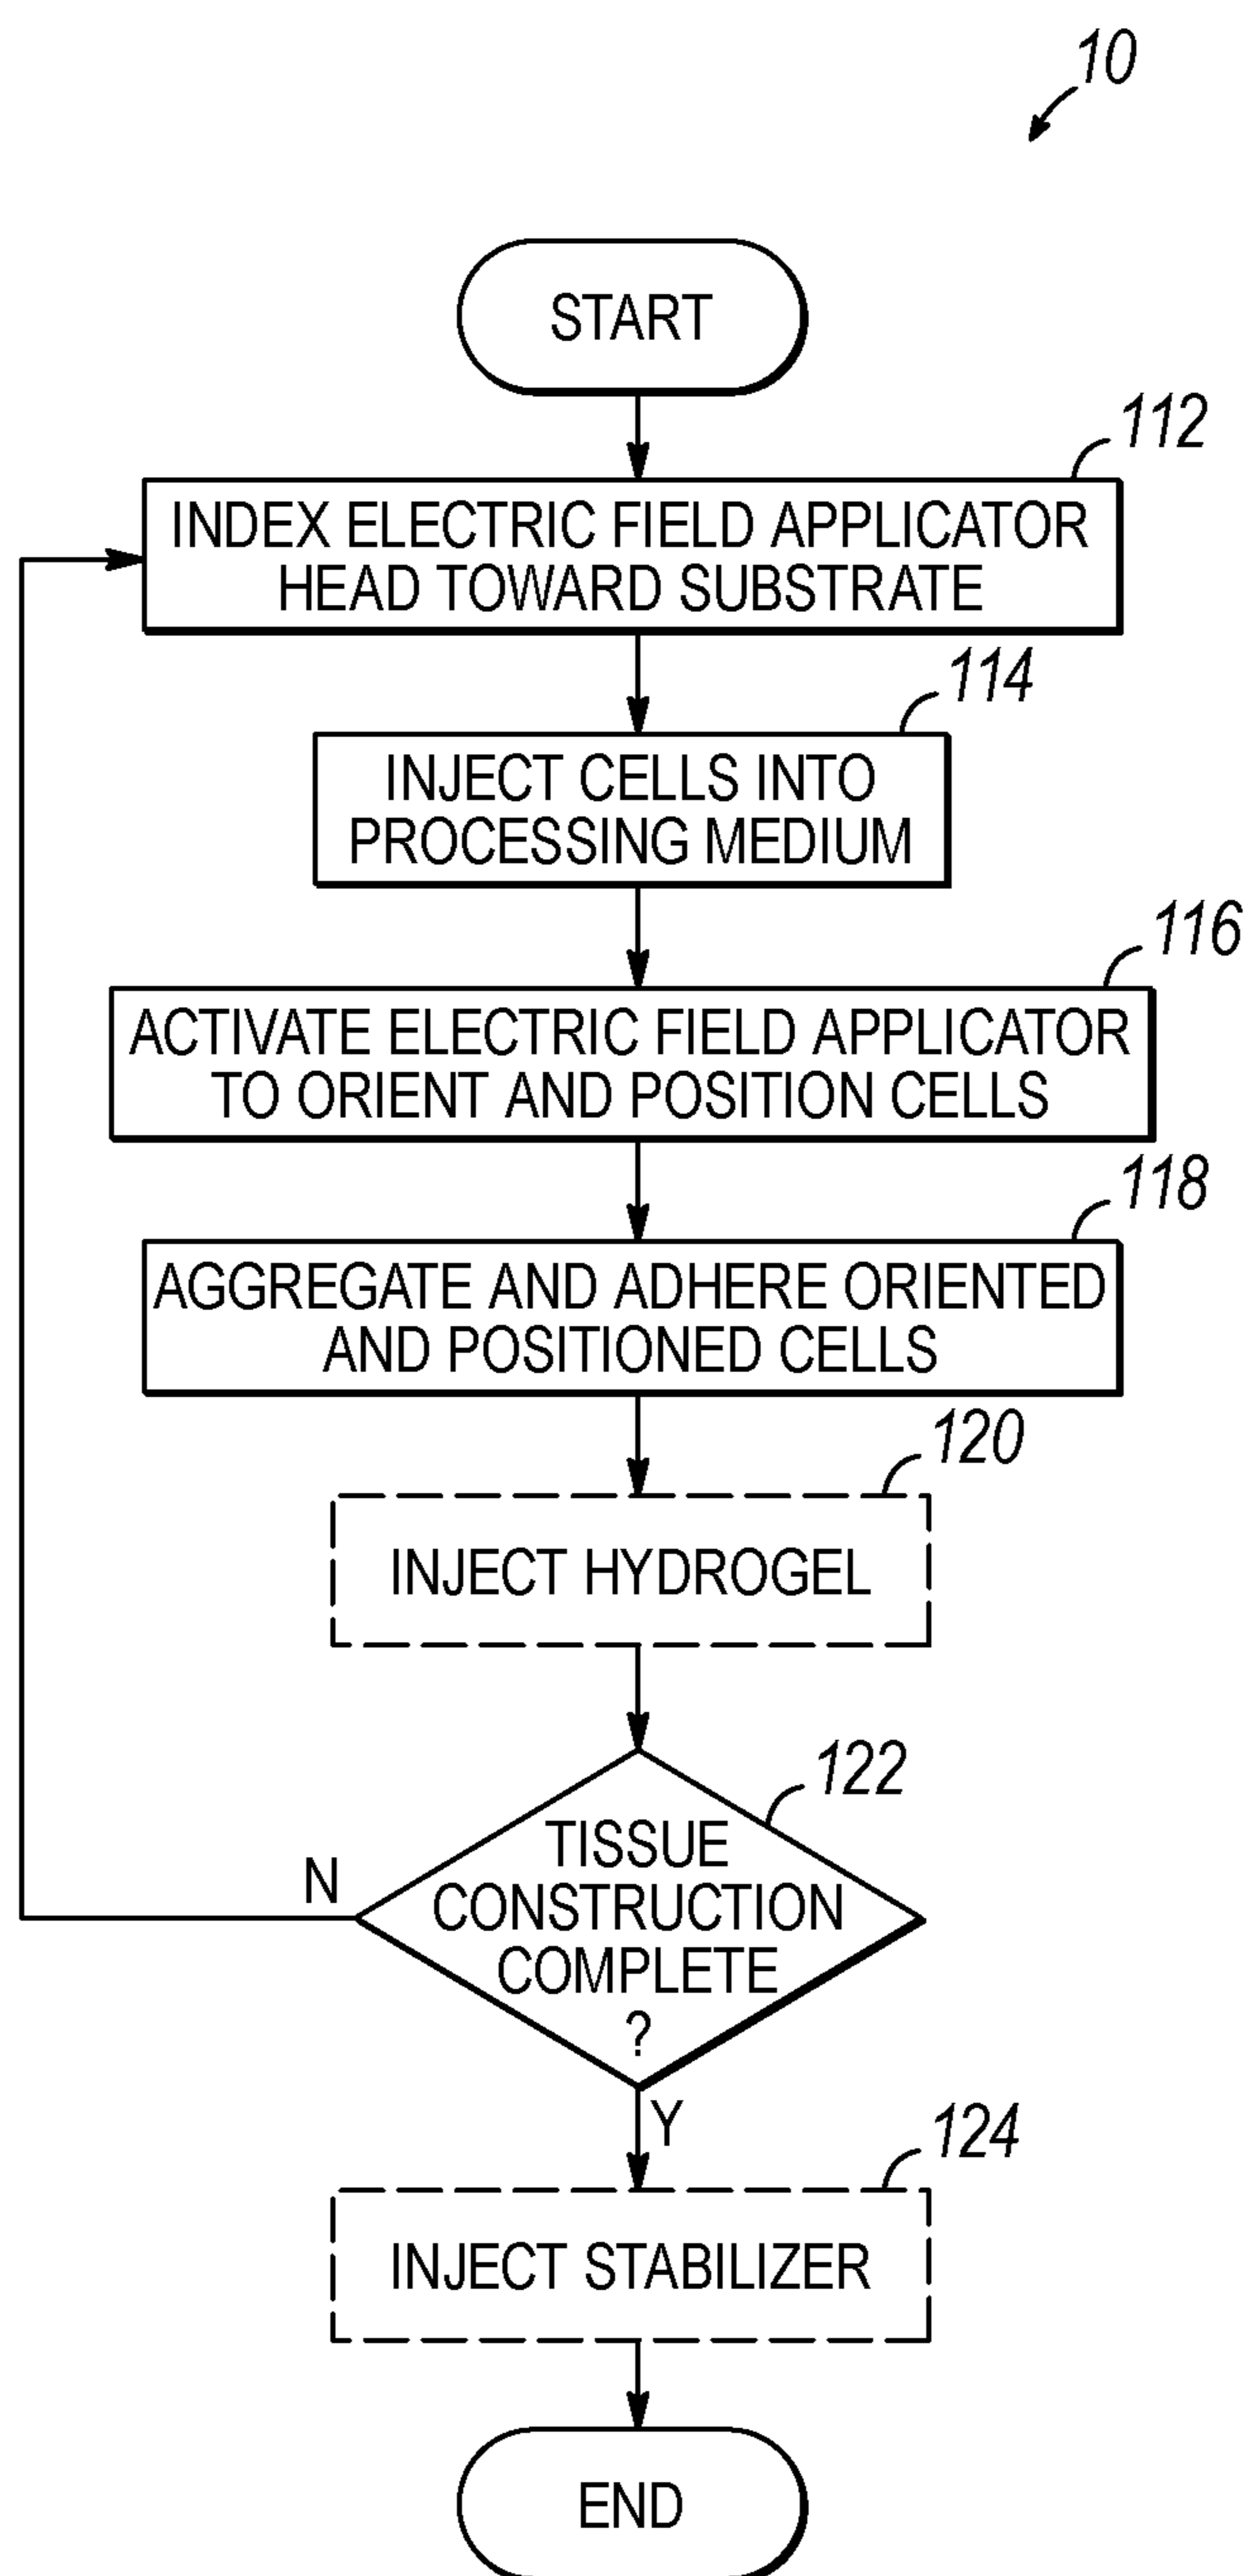 10
START
112
INDEX ELECTRIC FIELD APPLICATOR
HEAD TOWARD SUBSTRATE
114
INJECT CELLS INTO
PROCESSING MEDIUM
116
ACTIVATE ELECTRIC FIELD APPLICATOR
TO ORIENT AND POSITION CELLS
118
AGGREGATE AND ADHERE ORIENTED
AND POSITIONED CELLS
120
INJECT HYDROGEL
122
TISSUE
CONSTRUCTION
COMPLETE
?
N
Y
124
INJECT STABILIZER
END